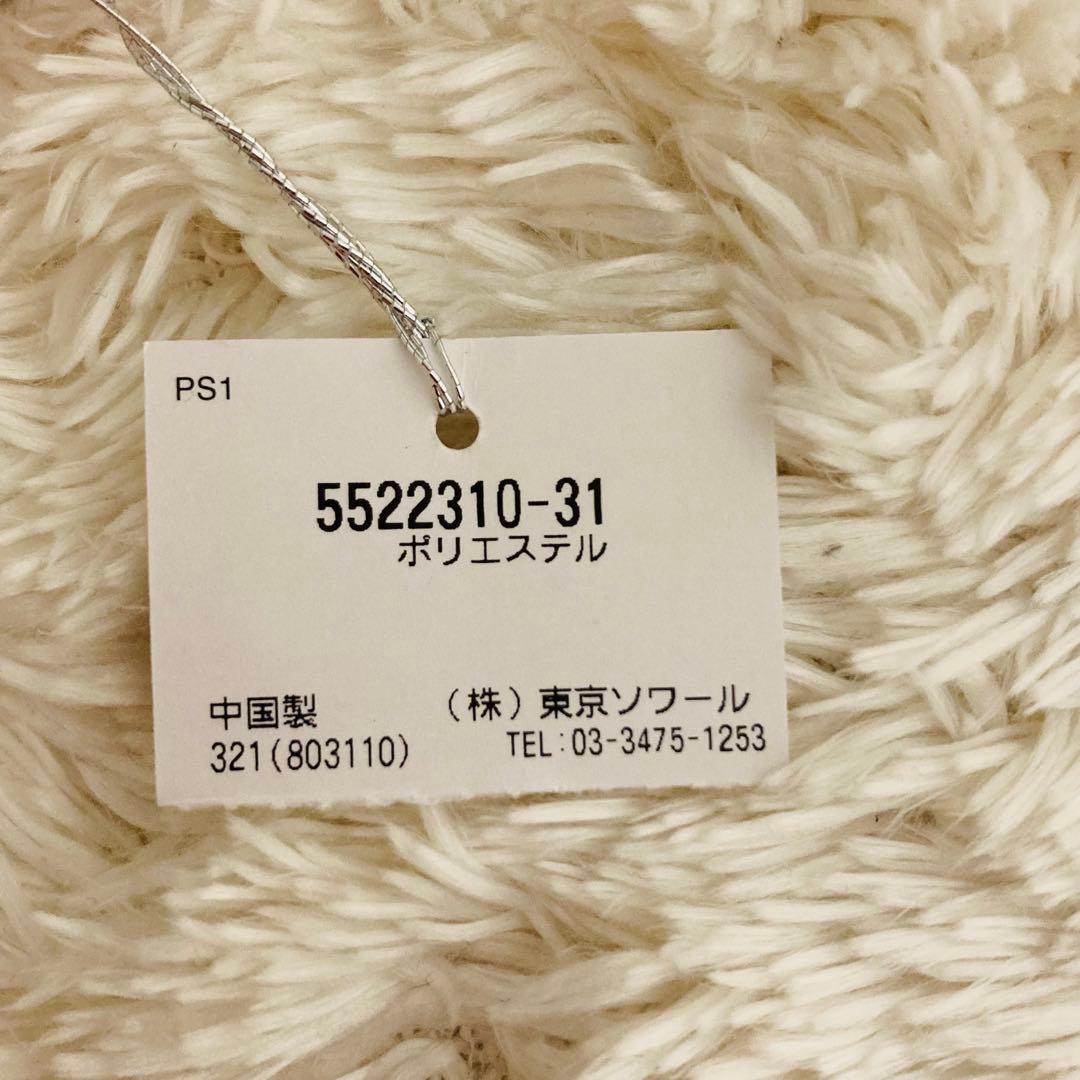 PS1
5522310-31
ポリエステル
中国製 (株)東京ソワール
321(803110) TEL:03-3475-1253